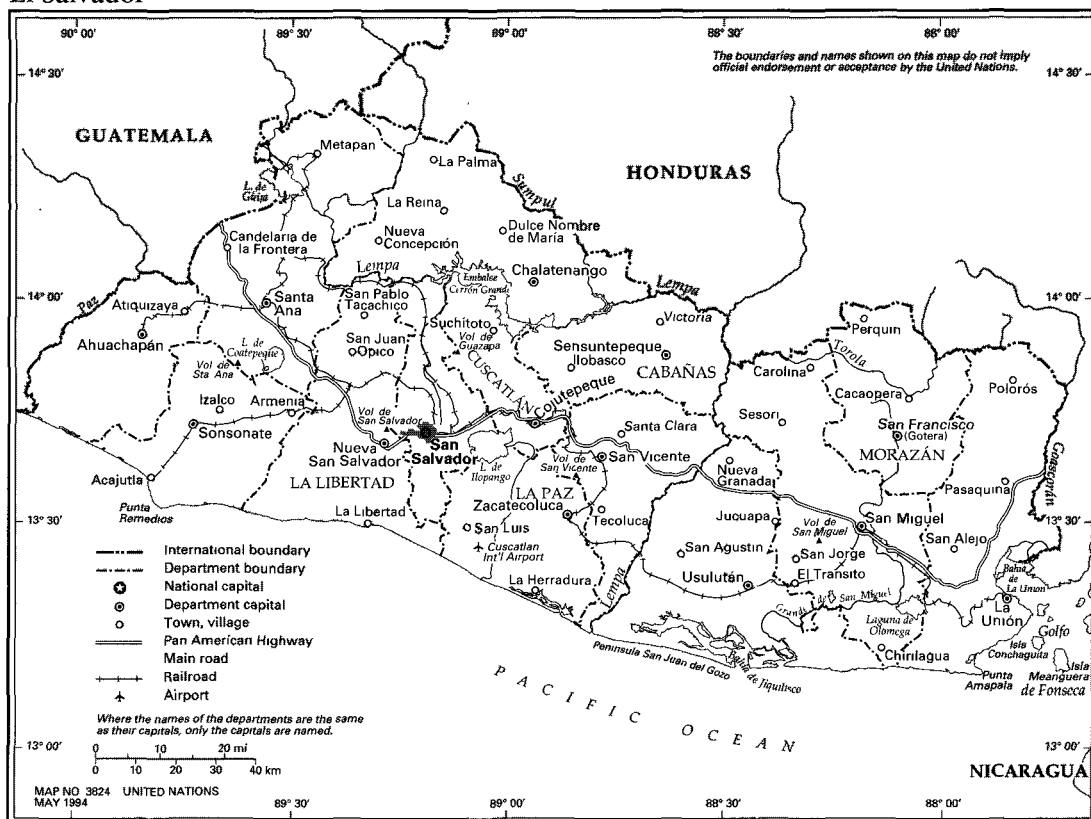 El Salvador
90° 00'
89° 30'
89° 00'
88° 30'
88° 00'
The boundaries and names shown on this map do not imply
official endorsement or acceptance by the United Nations.
14° 30'
14° 30'
GUATEMALA
HONDURAS
Metapan
La Palma
L. de
Güija
Sumpul
La Reina
Dulce Nombre
de María
Nueva
Concepción
Candelaria de
la Frontera
Lempa
Embalse
Cerrón Grande
Chalatenango
Lempa
14° 00'
14° 00'
Paz
Atiquizaya
Santa
Ana
San Pablo
Tacachico
Suchitoto
Victoria
Perquin
Ahuachapán
L. de
Coatepeque
San Juan
Opico
Vol de
Guazapa
Sensuntepeque
Ilobasco
CABAÑAS
Torola
Carolina
Cacaopera
Polorós
Vol de
Sta Ana
CUSCATLÁN
Cojutepeque
Izalco
Armenia
Vol de
San Salvador
Sesori
San Francisco
(Gotera)
Sonsonate
Santa Clara
Nueva
San Salvador
San
Salvador
L. de
Ilopango
Vol de
San Vicente
San Vicente
MORAZÁN
Goascorán
Acajutla
LA LIBERTAD
LA PAZ
Nueva
Granada
Pasaquina
Zacatecoluca
Punta
Remedios
La Libertad
San Luis
Tecoluca
Jucuapa
Vol de
San Miguel
San Miguel
13° 30'
13° 30'
San Alejo
Cuscatlan
Int'l Airport
San Agustin
San Jorge
El Tránsito
Bahía de
La Union
La Herradura
Lempa
Usulután
Grande de San Miguel
La
Unión
Laguna de
Olomega
Golfo
Isla
Conchaguita
Peninsula San Juan del Gozo
Bahía de Jiquilisco
Chirilagua
Punta
Amapala
Isla
Meanguera
de Fonseca
PACIFIC OCEAN
International boundary
Department boundary
National capital
Department capital
Town, village
Pan American Highway
Main road
Railroad
Airport
Where the names of the departments are the same
as their capitals, only the capitals are named.
13° 00'
13° 00'
0 10 20 mi
0 10 20 30 40 km
NICARAGUA
MAP NO 3824 UNITED NATIONS
MAY 1994
89° 30'
89° 00'
88° 30'
88° 00'